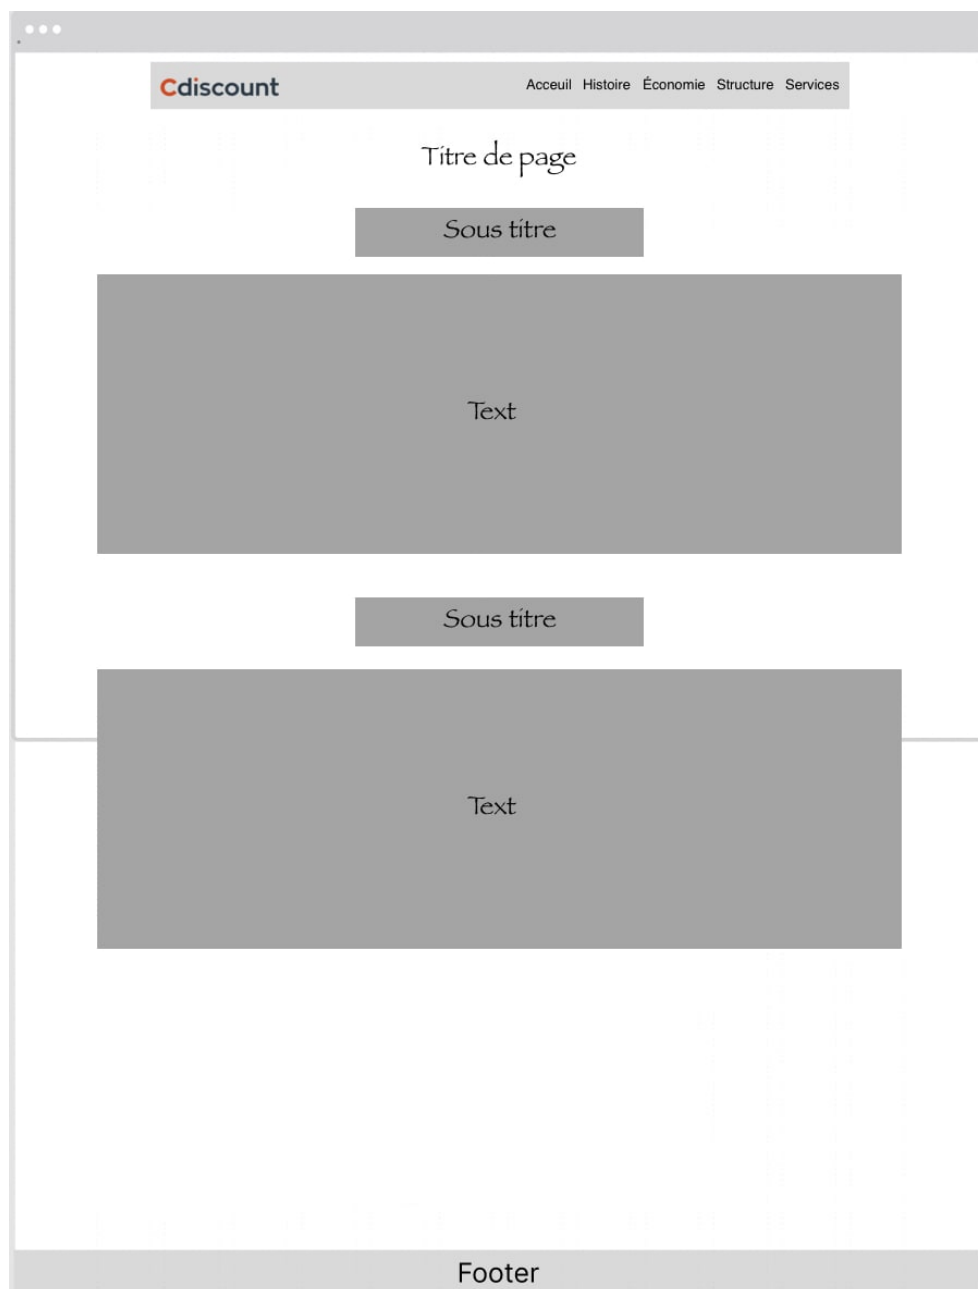 Cdiscount
Acceuil Histoire Économie Structure Services
Titre de page
Sous titre
Text
Sous titre
Text
Footer